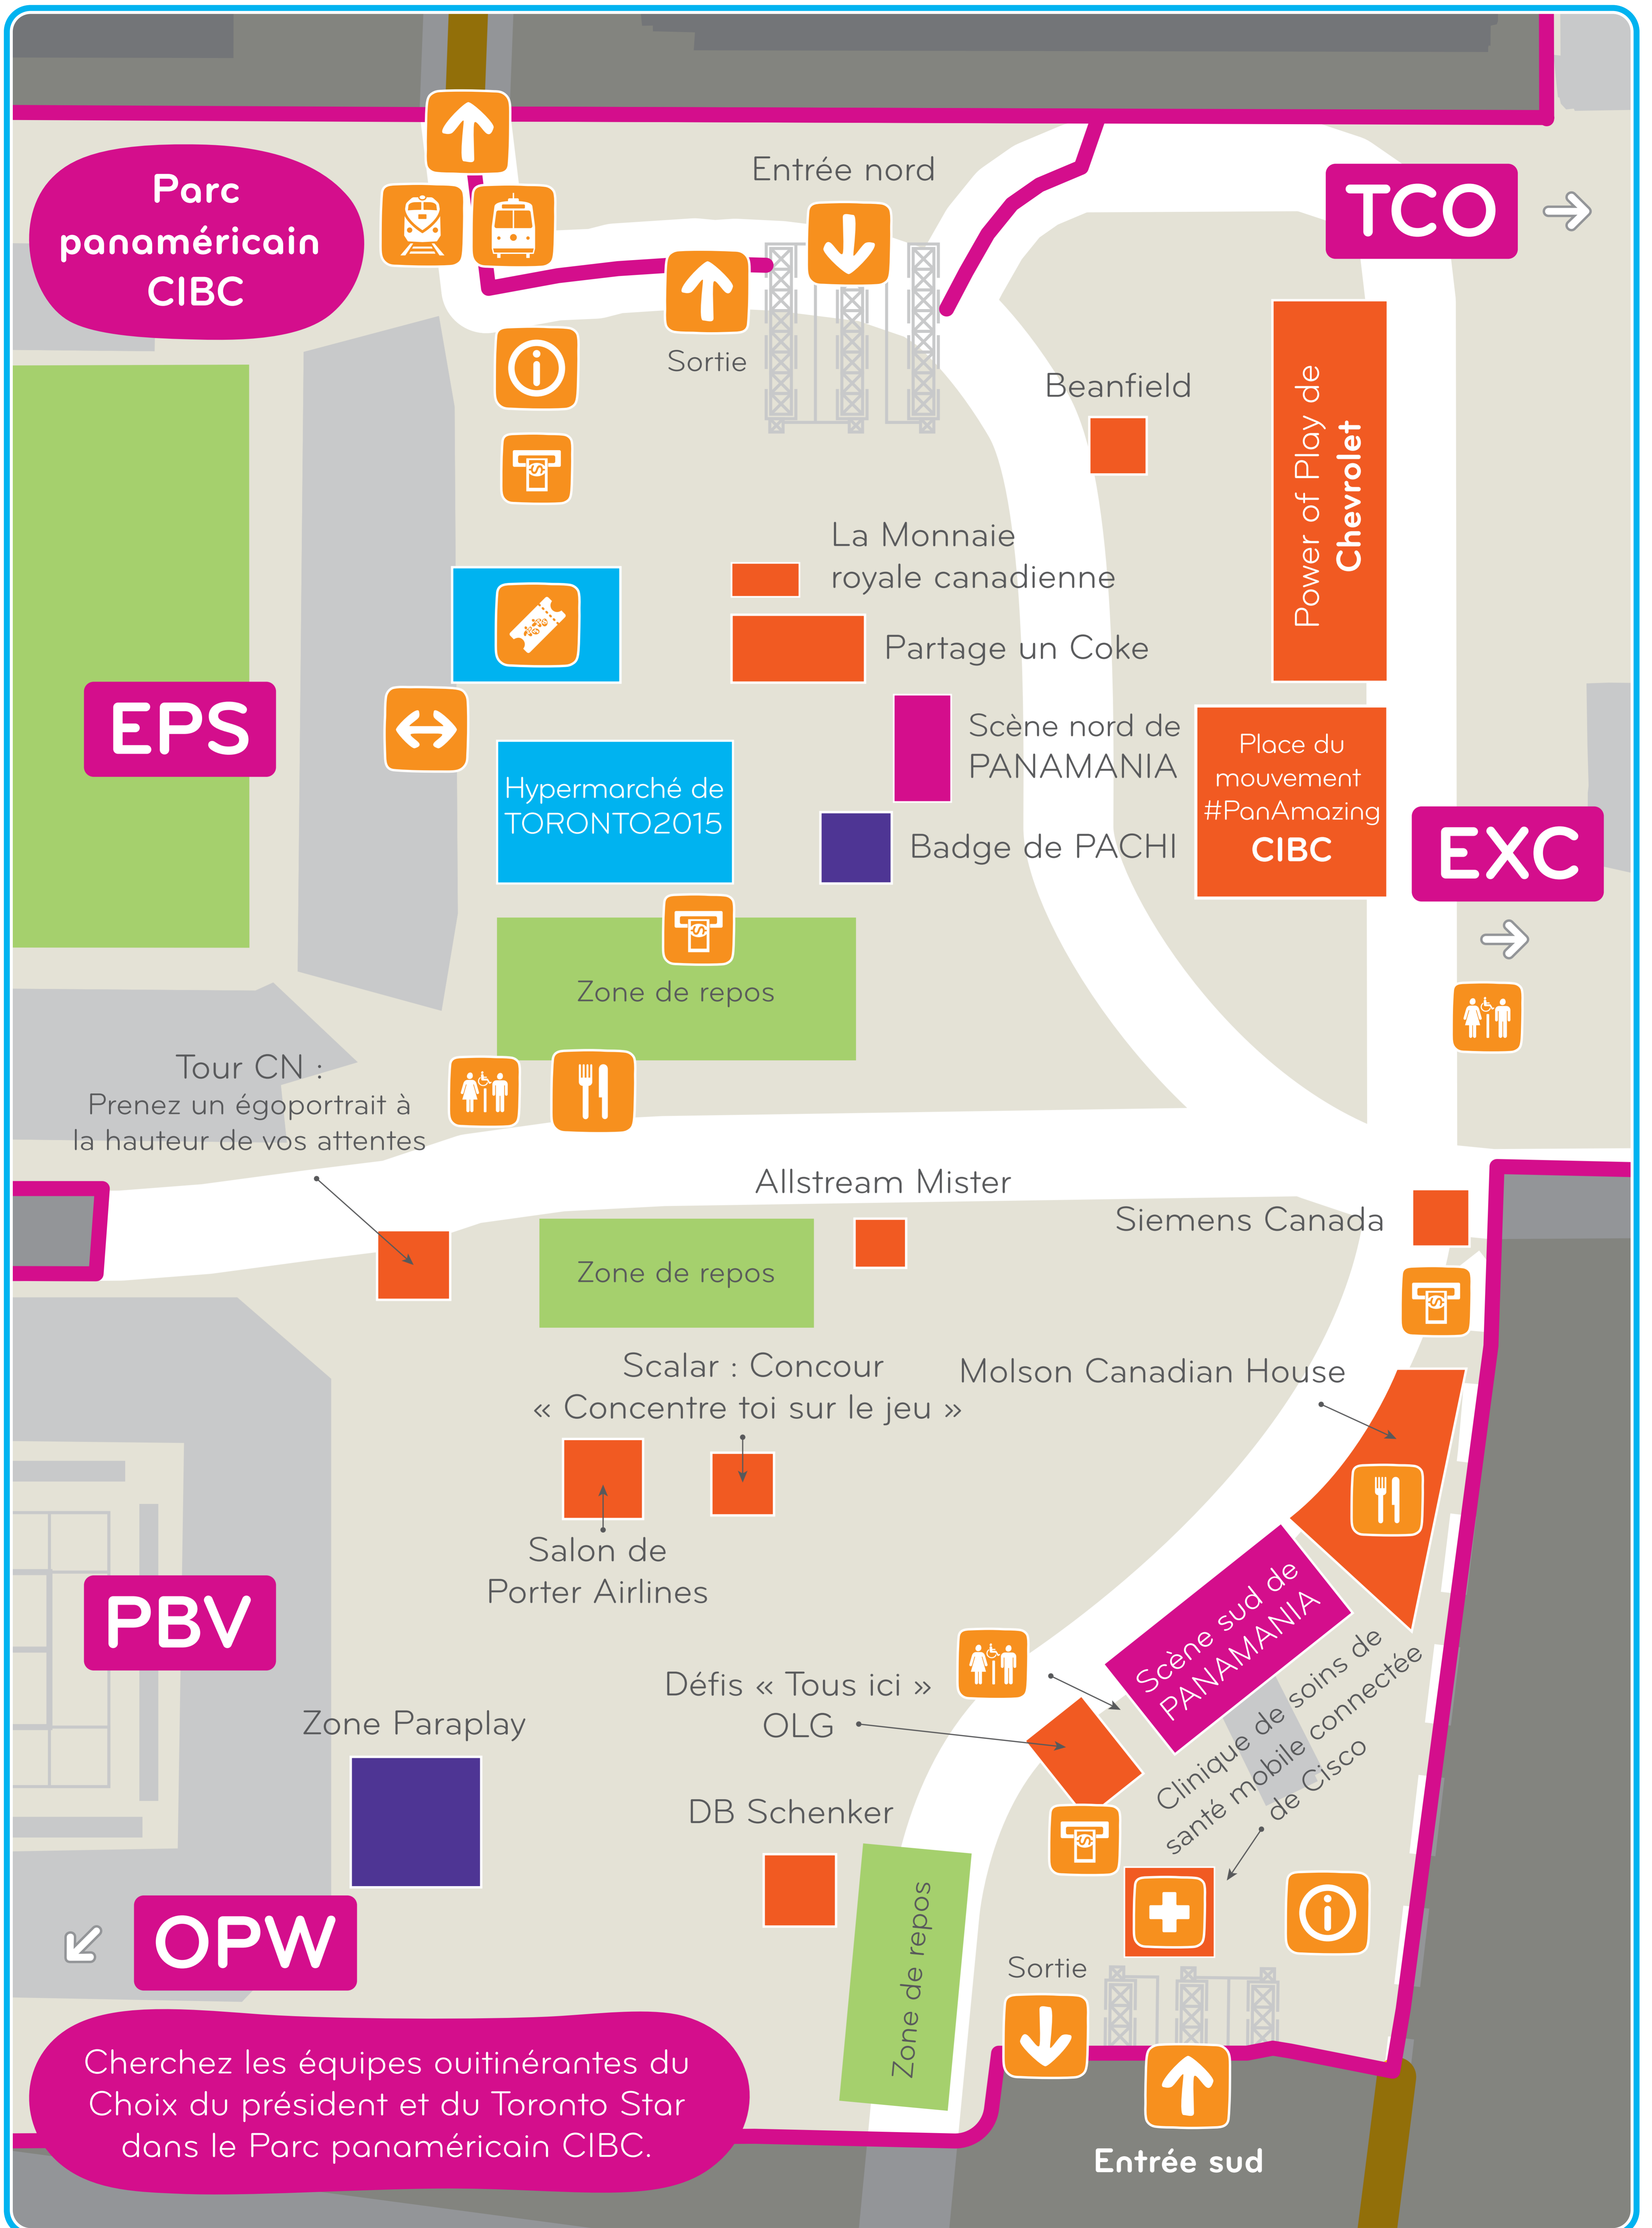 Parc
panaméricain
CIBC
Entrée nord
TCO
Sortie
Beanfield
Power of Play de
Chevrolet
La Monnaie
royale canadienne
Partage un Coke
EPS
Scène nord de
PANAMANIA
Place du
mouvement
#PanAmazing
CIBC
Hypermarché de
TORONTO2015
Badge de PACHI
EXC
Zone de repos
Tour CN :
Prenez un égoportrait à
la hauteur de vos attentes
Allstream Mister
Siemens Canada
Zone de repos
Scalar : Concour
« Concentre toi sur le jeu »
Molson Canadian House
Salon de
Porter Airlines
PBV
Scène sud de
PANAMANIA
Défis « Tous ici »
OLG
Clinique de soins de
santé mobile connectée
de Cisco
Zone Paraplay
DB Schenker
OPW
Zone de repos
Sortie
Cherchez les équipes ouitinérantes du
Choix du président et du Toronto Star
dans le Parc panaméricain CIBC.
Entrée sud